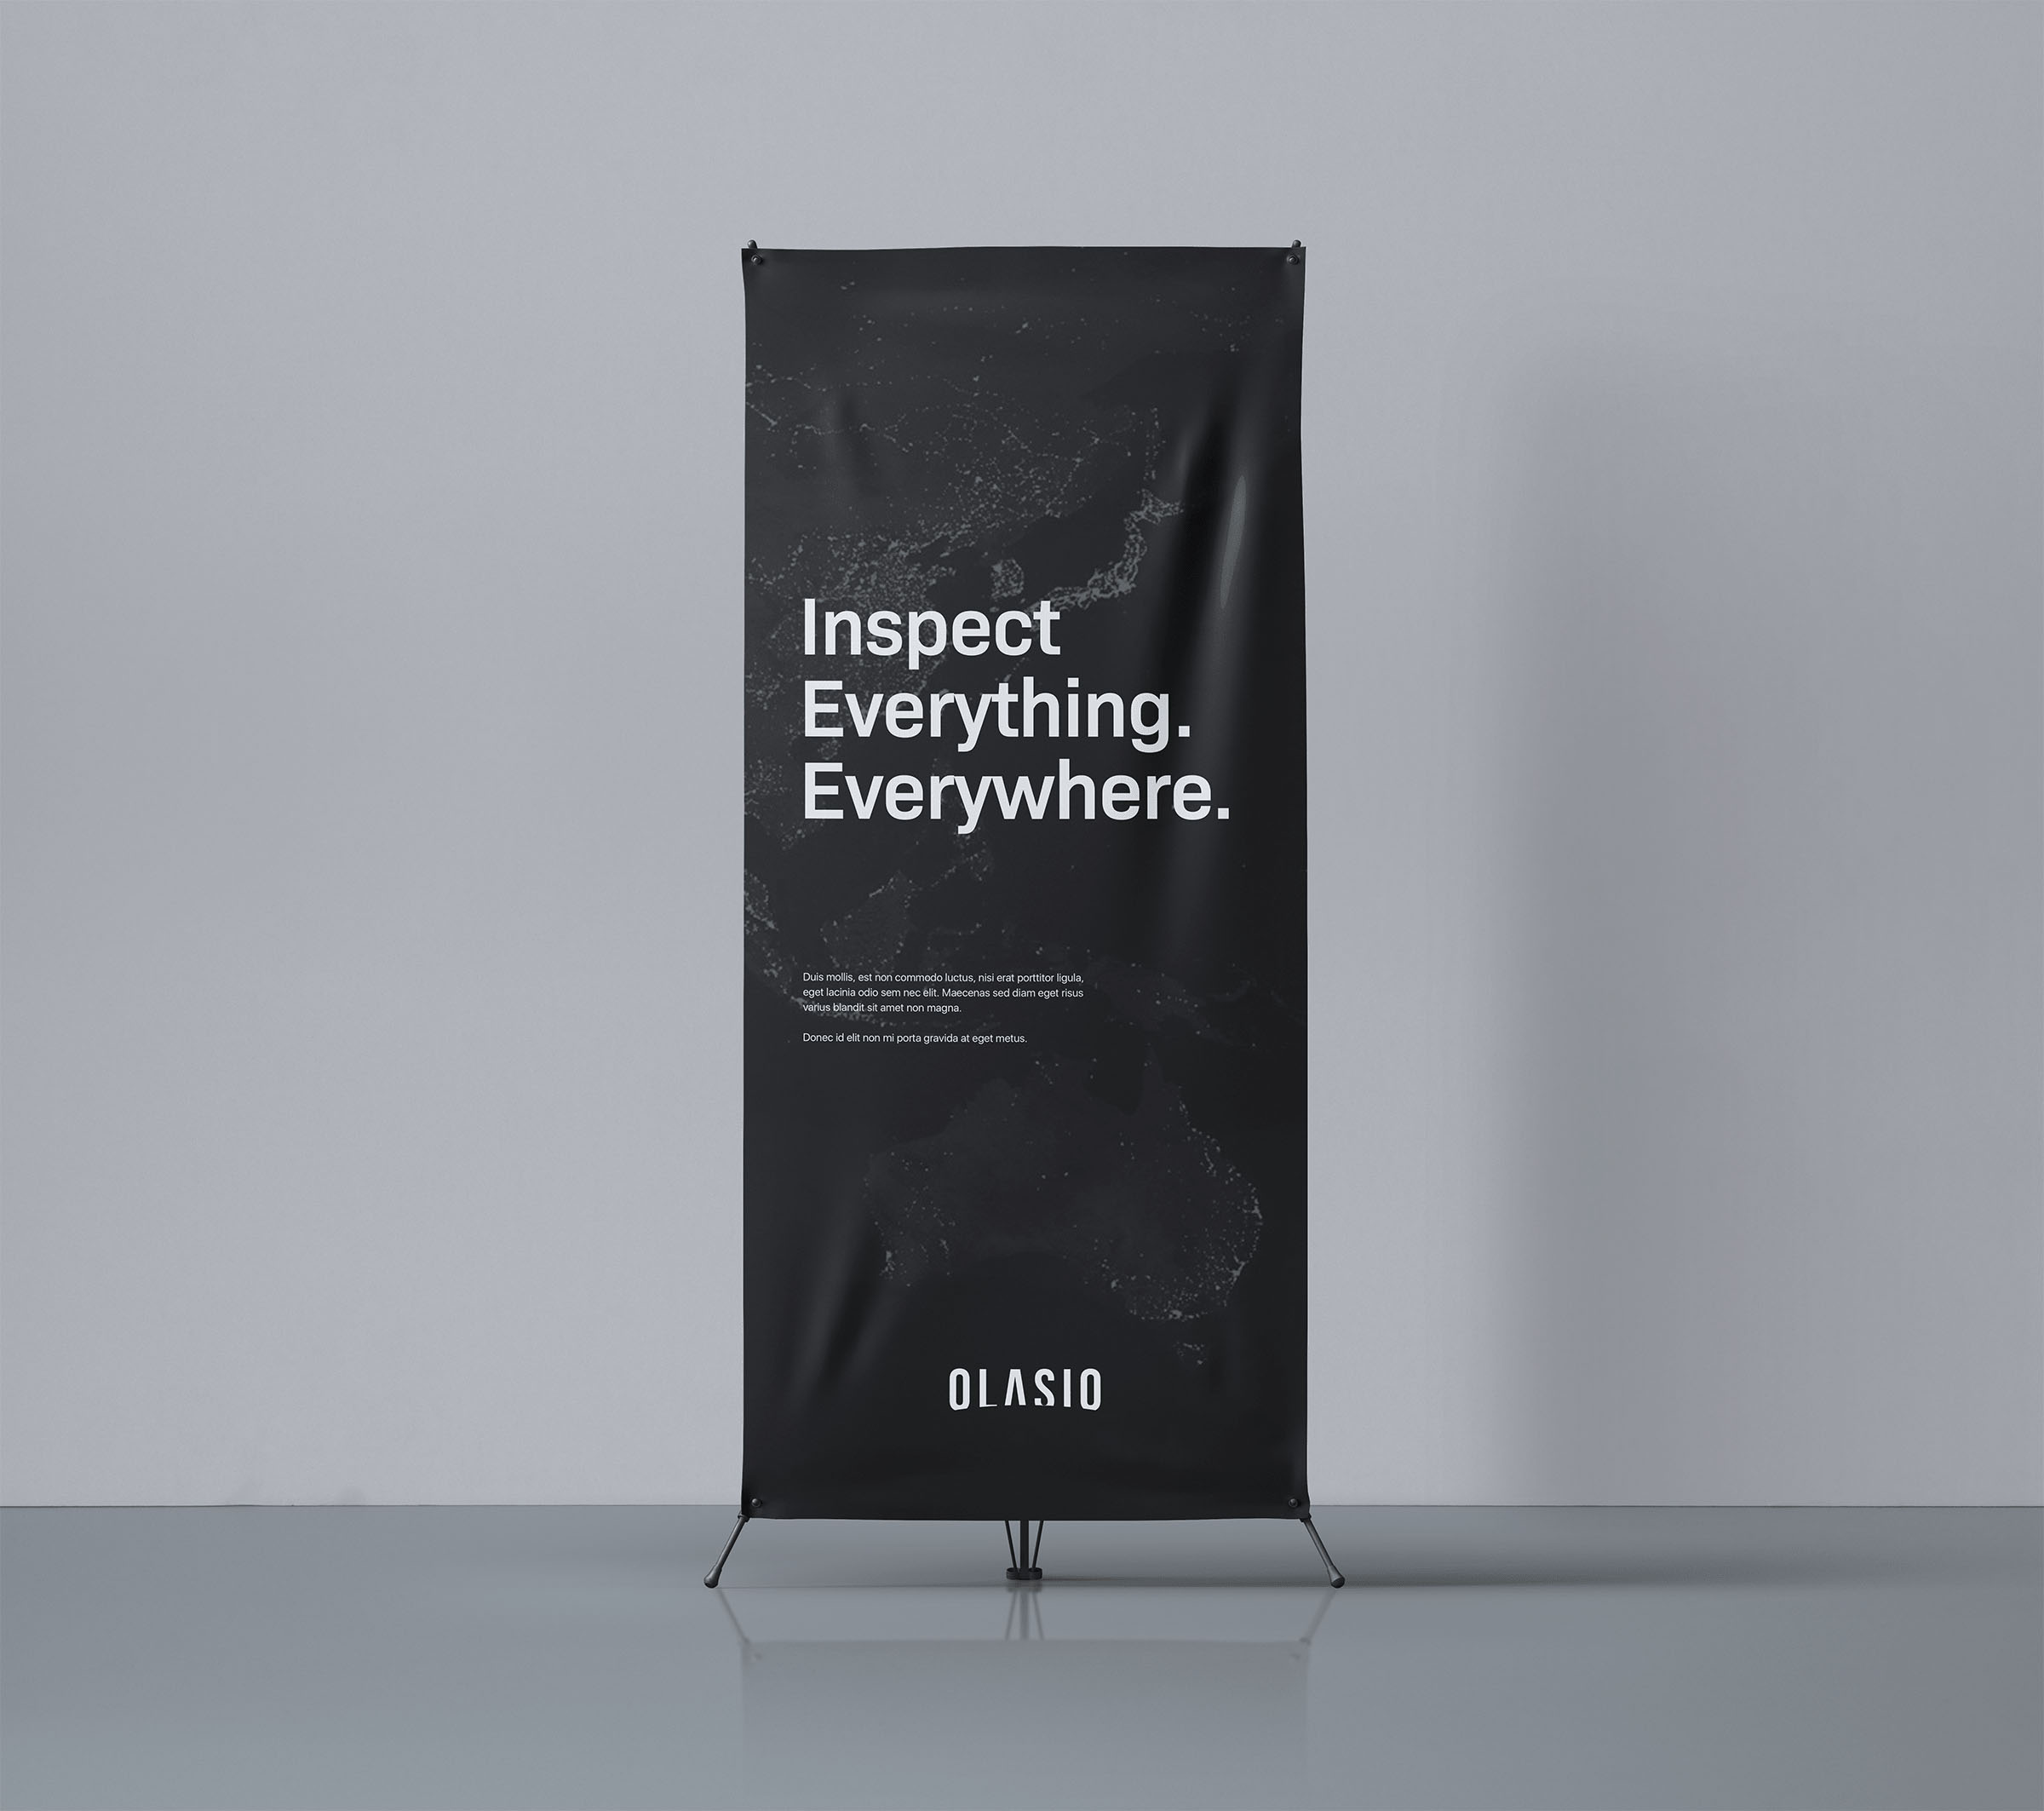 Inspect
Everything.
Everywhere.
Duis mollis, est non commodo luctus, nisi erat porttitor ligula,
eget lacinia odio sem nec elit. Maecenas sed diam eget risus
varius blandit sit amet non magna.
Donec id elit non mi porta gravida at eget metus.
OLASIO